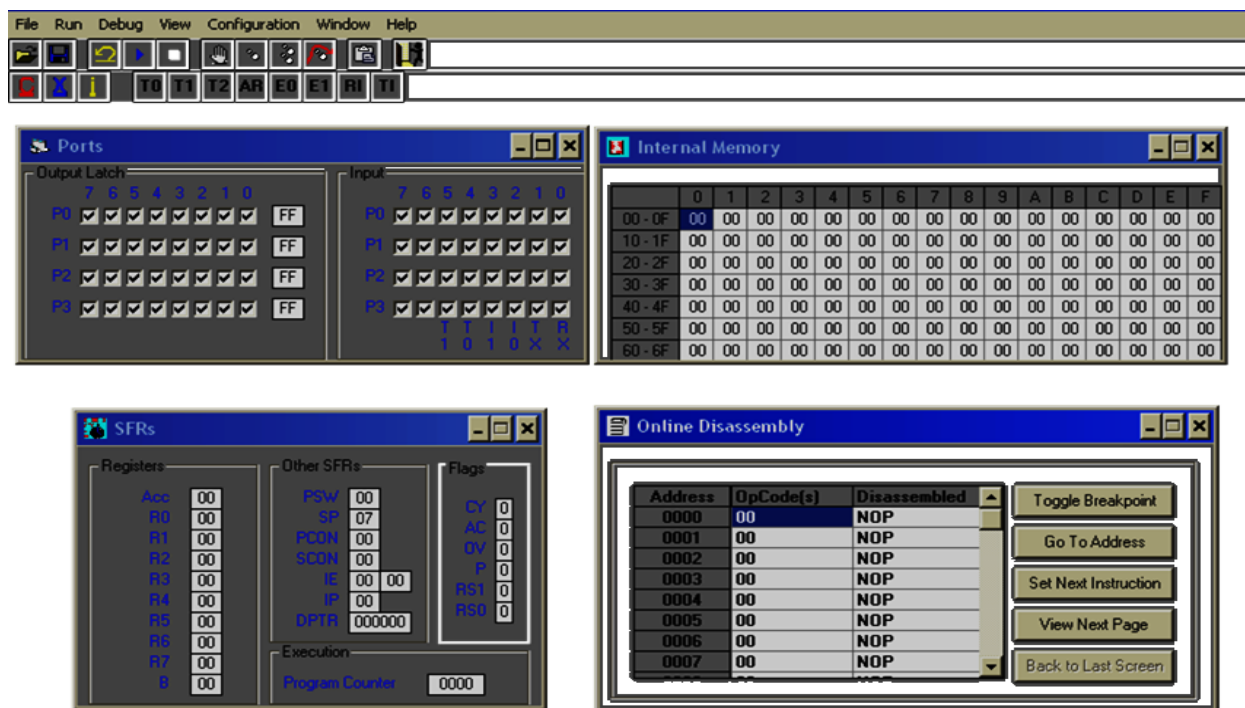 File Run Debug View Configuration Window Help
T0 T1 T2 AR E0 E1 RI TI
Ports
Output Latch
7 6 5 4 3 2 1 0
P0 FF
P1 FF
P2 FF
P3 FF
Input
7 6 5 4 3 2 1 0
P0
P1
P2
P3
T1 T0 I1 I0 TX RX
Internal Memory
0 1 2 3 4 5 6 7 8 9 A B C D E F
00 - 0F 00 00 00 00 00 00 00 00 00 00 00 00 00 00 00 00
10 - 1F 00 00 00 00 00 00 00 00 00 00 00 00 00 00 00 00
20 - 2F 00 00 00 00 00 00 00 00 00 00 00 00 00 00 00 00
30 - 3F 00 00 00 00 00 00 00 00 00 00 00 00 00 00 00 00
40 - 4F 00 00 00 00 00 00 00 00 00 00 00 00 00 00 00 00
50 - 5F 00 00 00 00 00 00 00 00 00 00 00 00 00 00 00 00
60 - 6F 00 00 00 00 00 00 00 00 00 00 00 00 00 00 00 00
SFRs
Registers
Acc 00
R0 00
R1 00
R2 00
R3 00
R4 00
R5 00
R6 00
R7 00
B 00
Other SFRs
PSW 00
SP 07
PCON 00
SCON 00
IE 00 00
IP 00
DPTR 000000
Flags
CY 0
AC 0
OV 0
P 0
RS1 0
RS0 0
Execution
Program Counter 0000
Online Disassembly
Address OpCode(s) Disassembled
0000 00 NOP
0001 00 NOP
0002 00 NOP
0003 00 NOP
0004 00 NOP
0005 00 NOP
0006 00 NOP
0007 00 NOP
Toggle Breakpoint
Go To Address
Set Next Instruction
View Next Page
Back to Last Screen